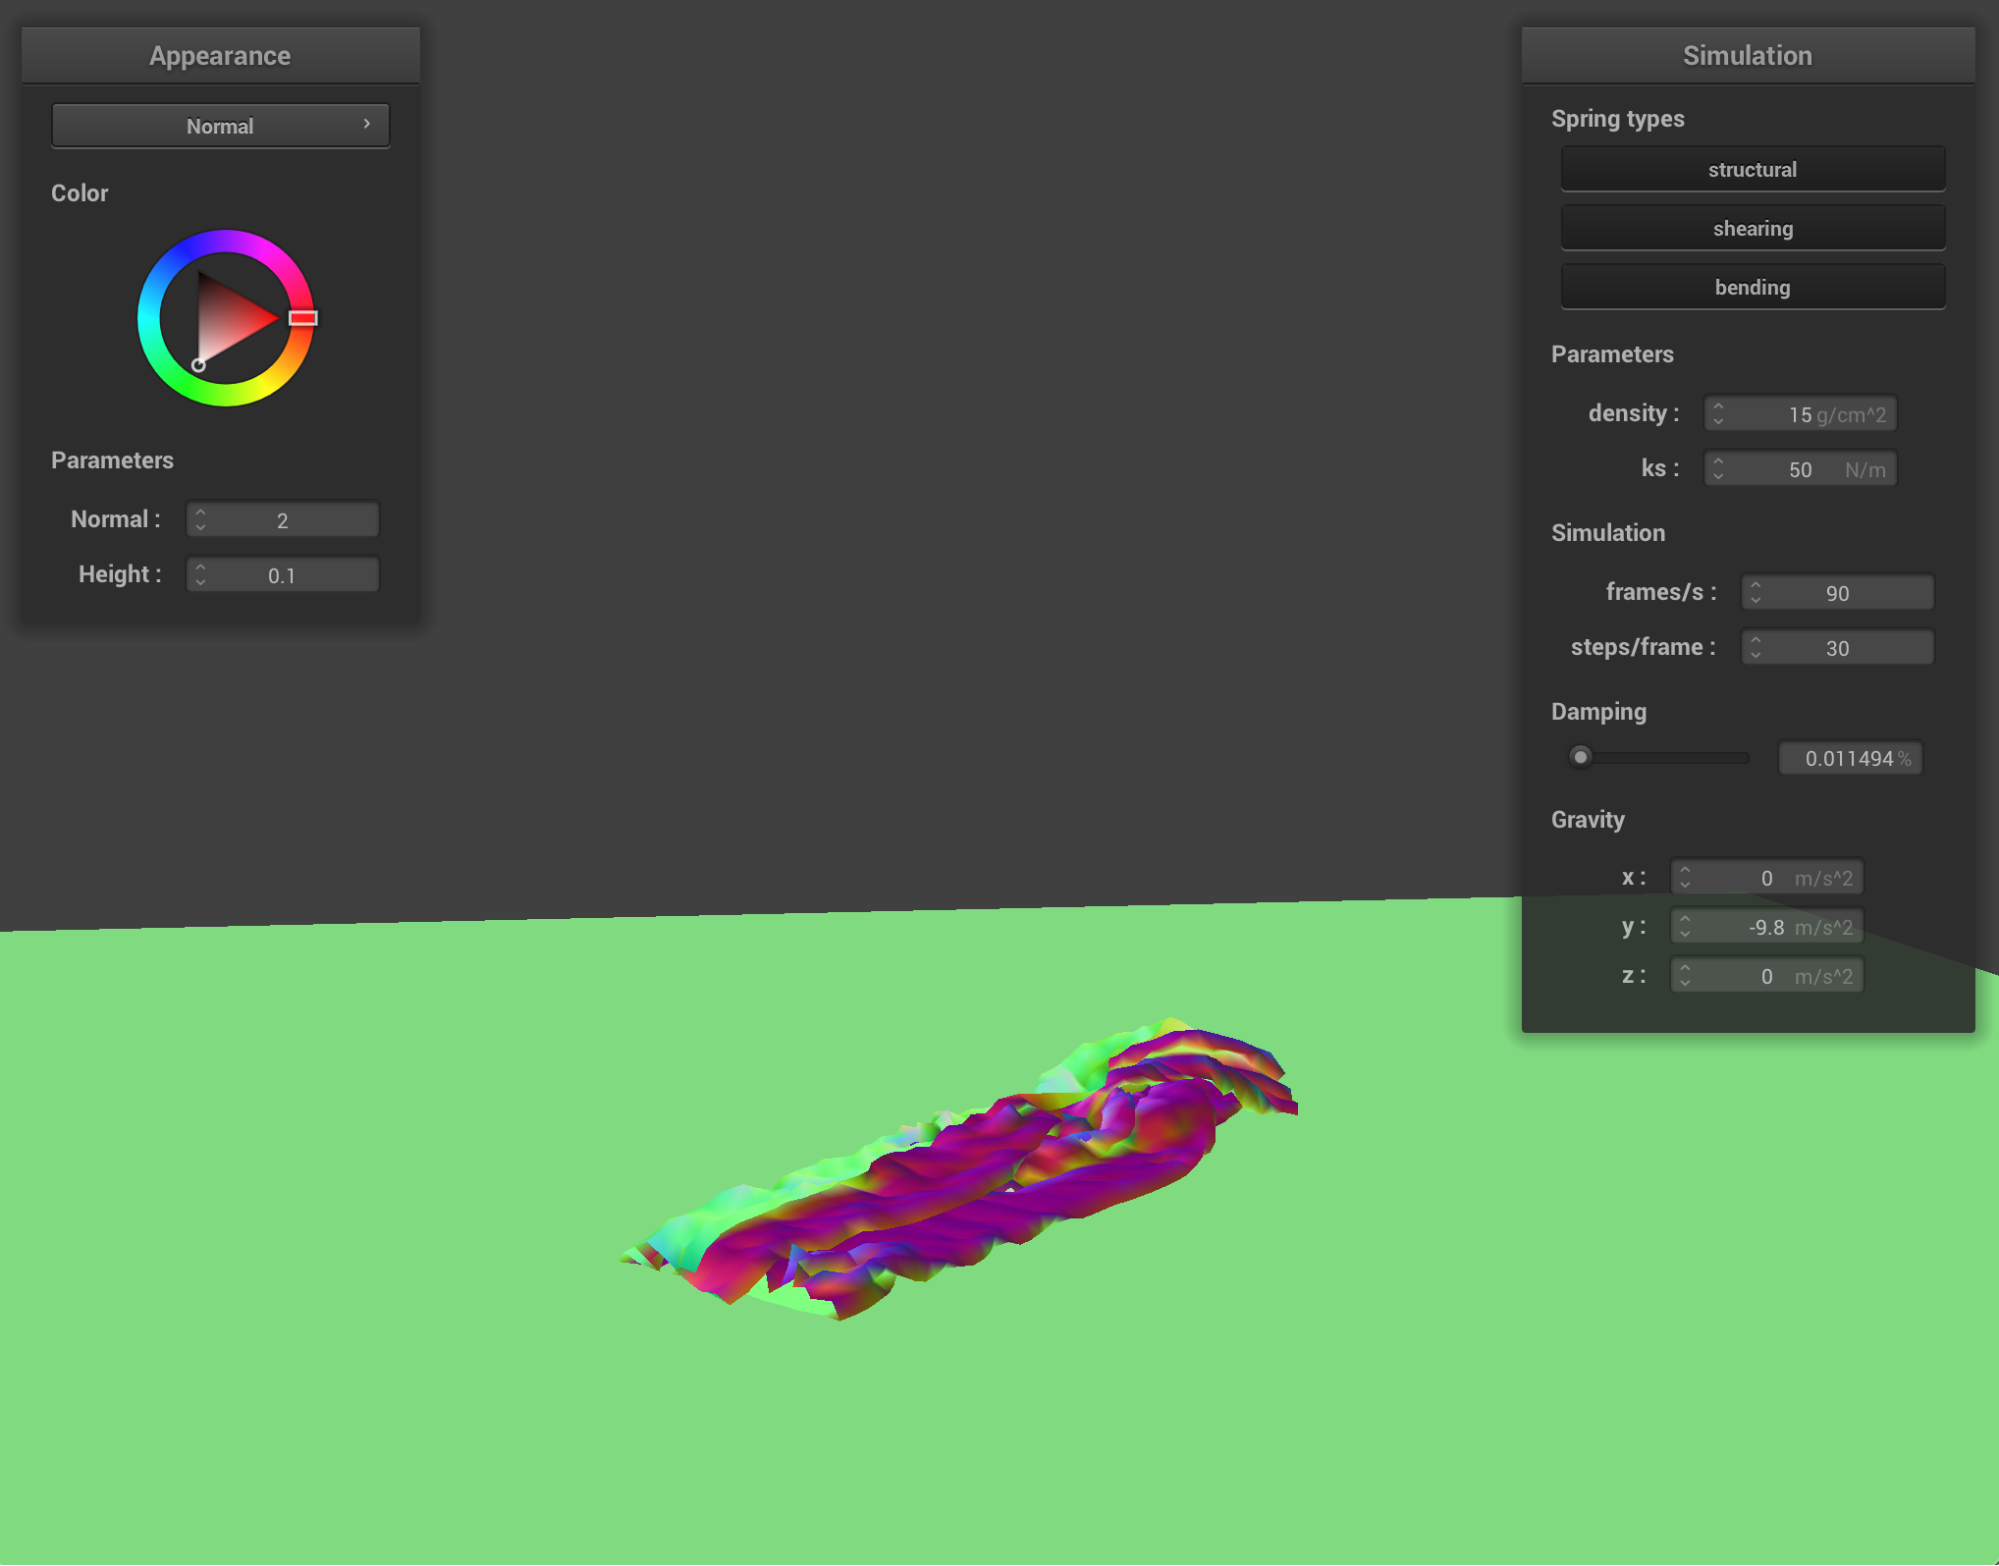 Appearance
Normal
Color
Parameters
Normal : 2
Height : 0.1
Simulation
Spring types
structural
shearing
bending
Parameters
density : 15 g/cm^2
ks : 50 N/m
Simulation
frames/s : 90
steps/frame : 30
Damping
0.011494 %
Gravity
x : 0 m/s^2
y : -9.8 m/s^2
z : 0 m/s^2